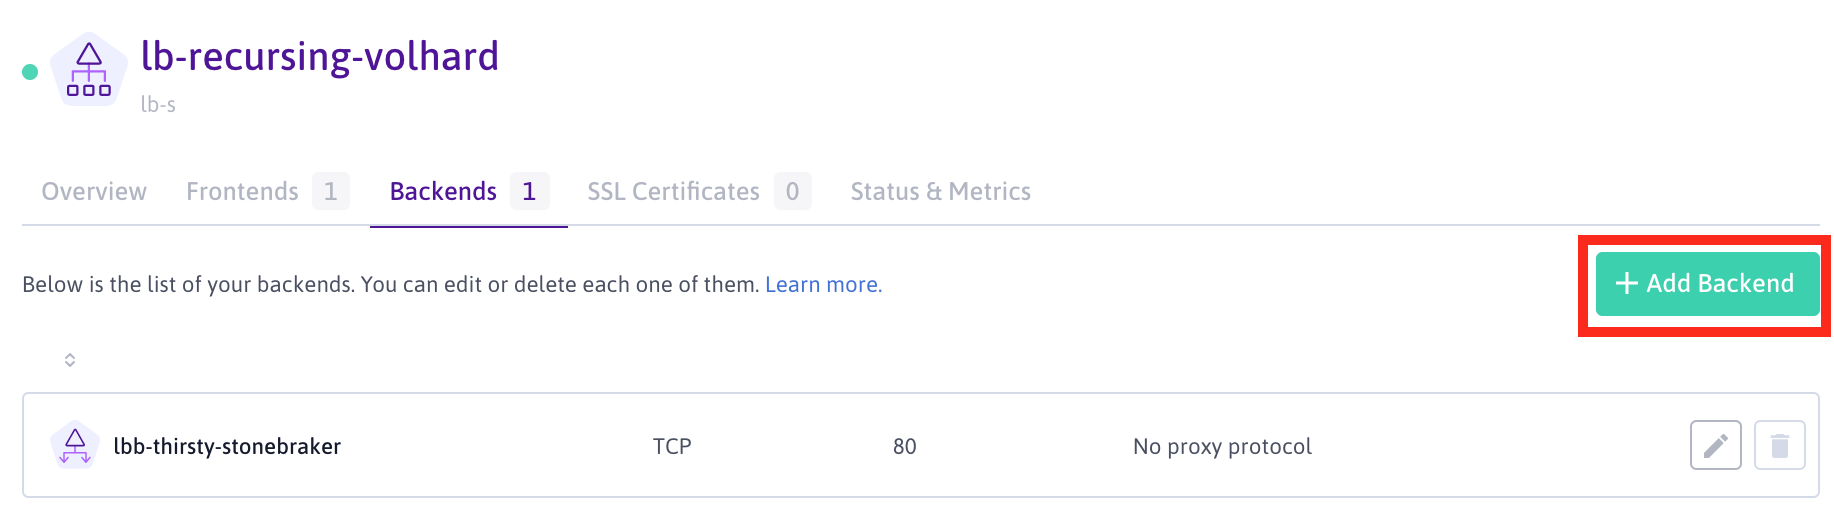 lb-recursing-volhard
lb-s
Overview Frontends 1 Backends 1 SSL Certificates 0 Status & Metrics
Below is the list of your backends. You can edit or delete each one of them. Learn more.
+ Add Backend
lbb-thirsty-stonebraker TCP 80 No proxy protocol